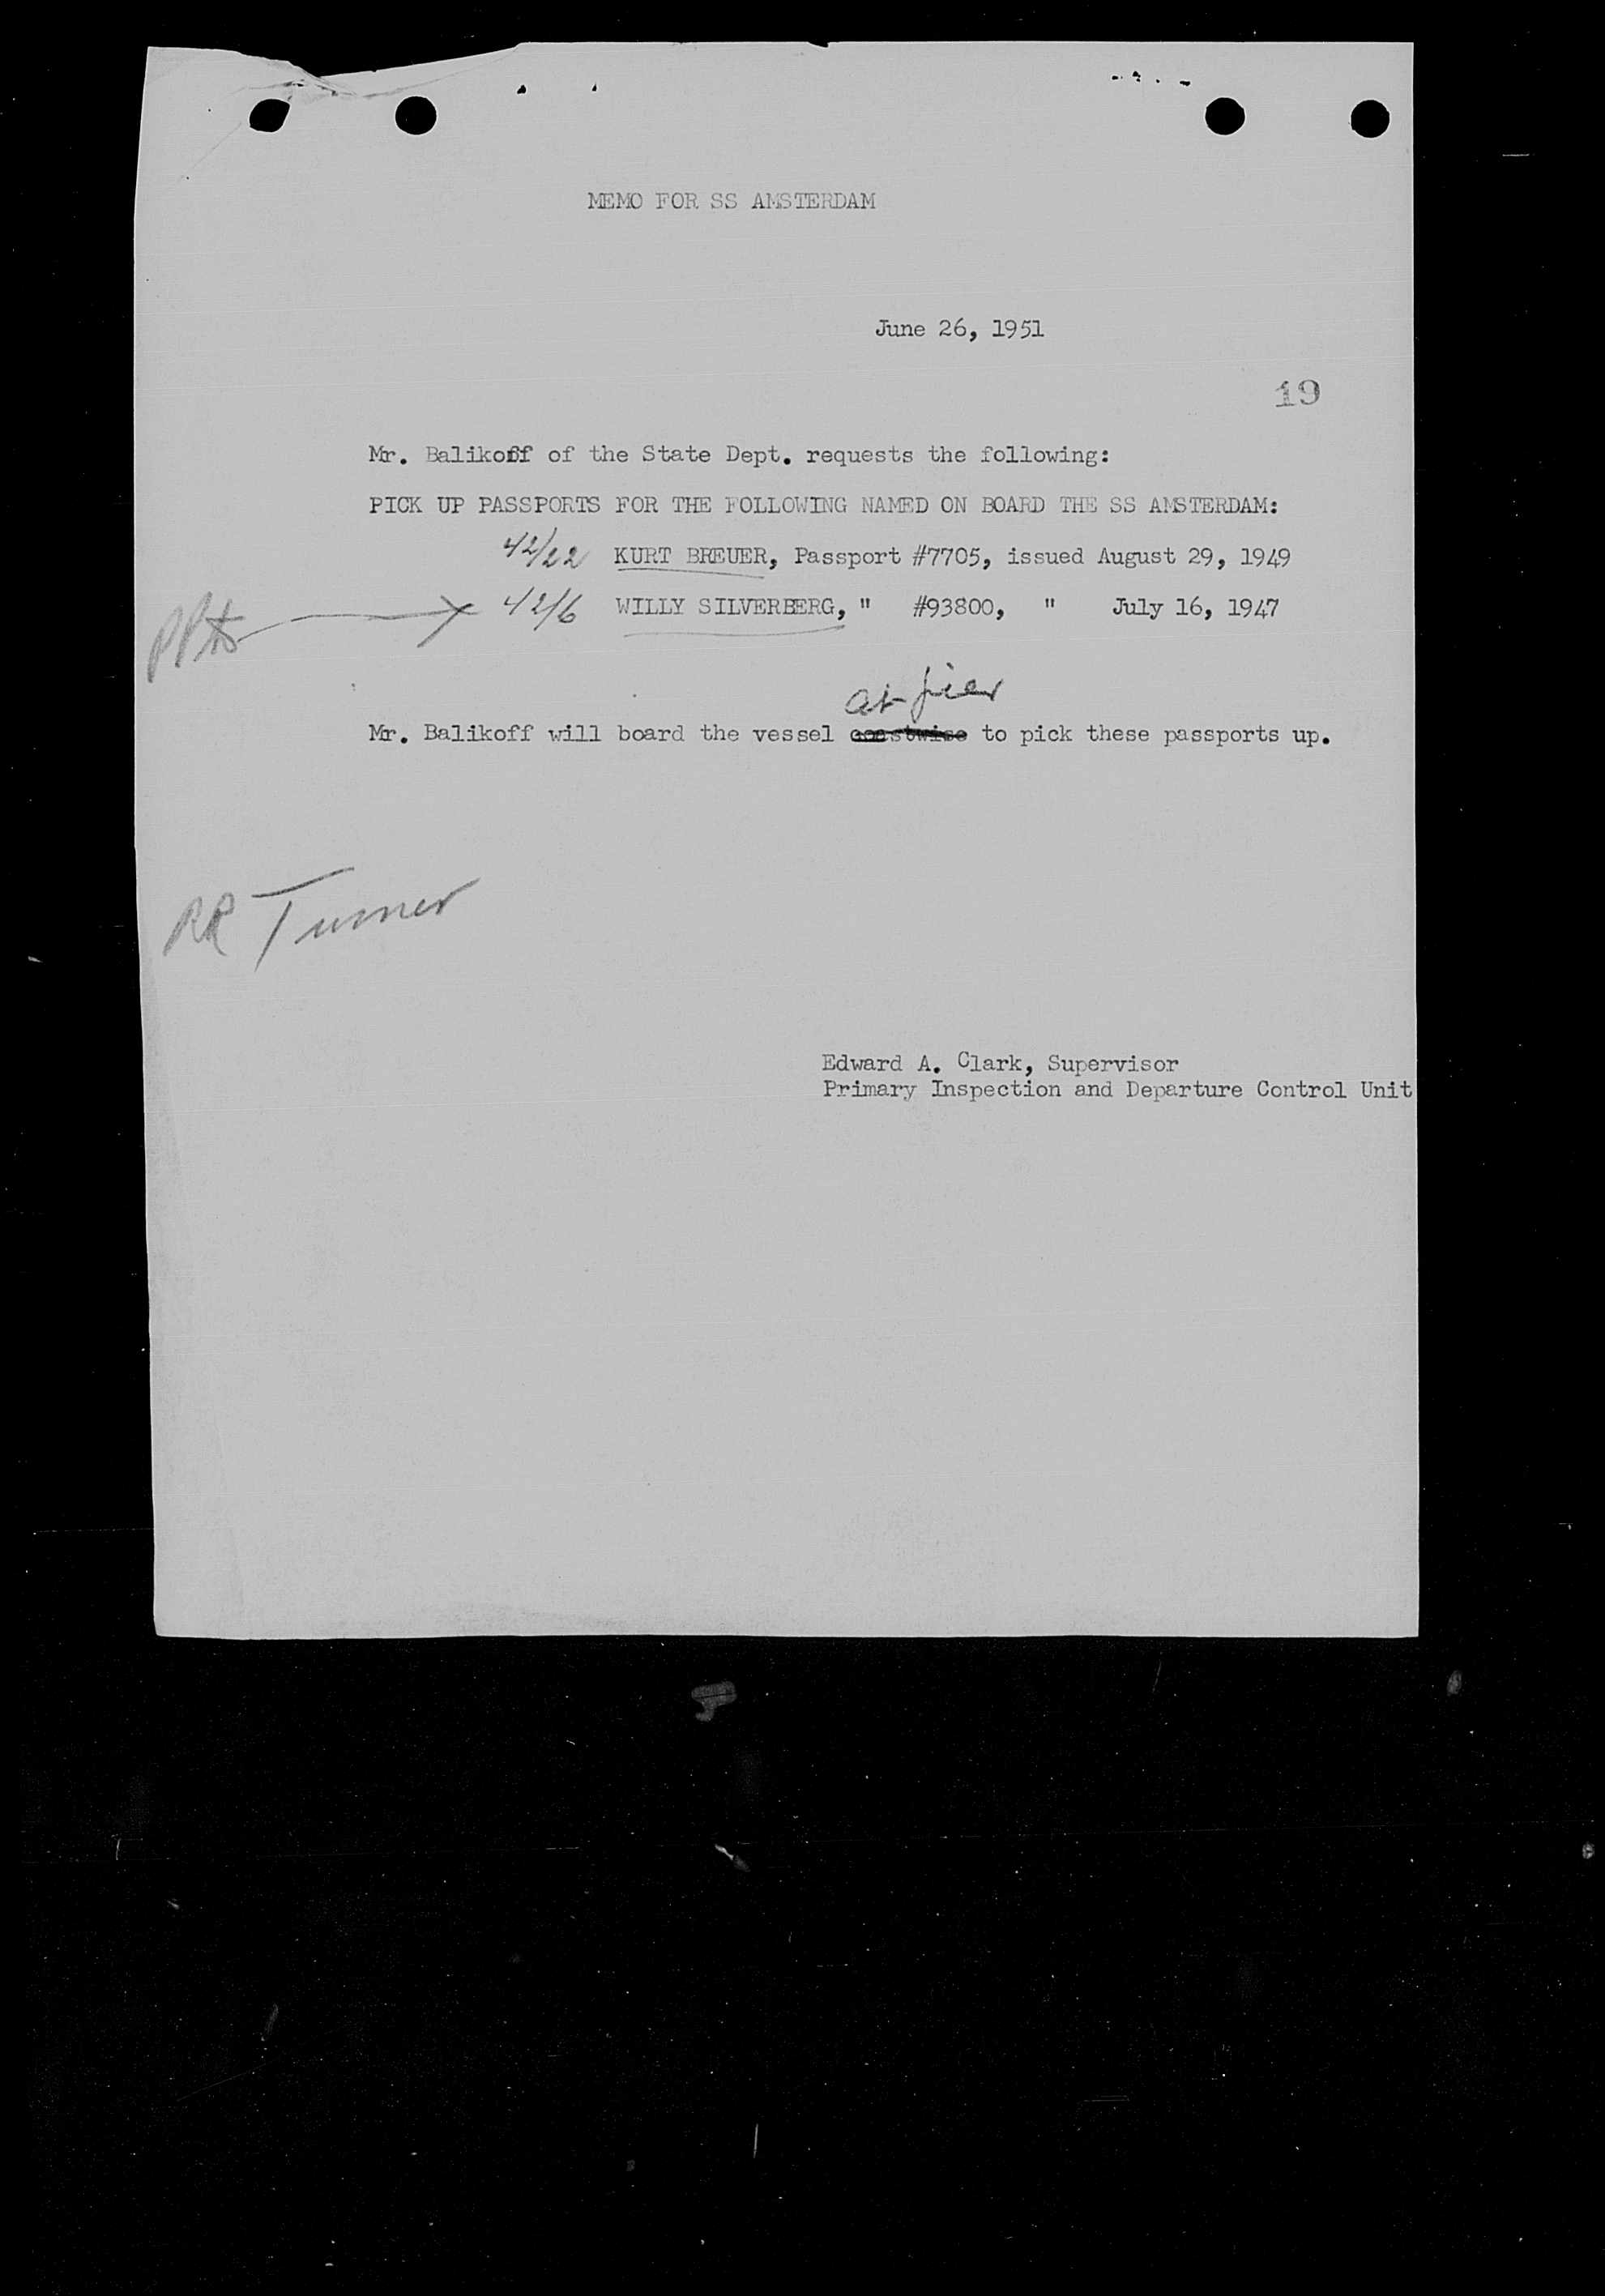 MEMO FOR SS AMSTERDAM
June 26, 1951
19
Mr. Balikoff of the State Dept. requests the following:
PICK UP PASSPORTS FOR THE FOLLOWING NAMED ON BOARD THE SS AMSTERDAM:
42/22 KURT BREUER, Passport #7705, issued August 29, 1949
PPts 42/6 WILLY SILVERBERG, " #93800, " July 16, 1947
at pier
Mr. Balikoff will board the vessel coastwise to pick these passports up.
RR Turner
Edward A. Clark, Supervisor
Primary Inspection and Departure Control Unit